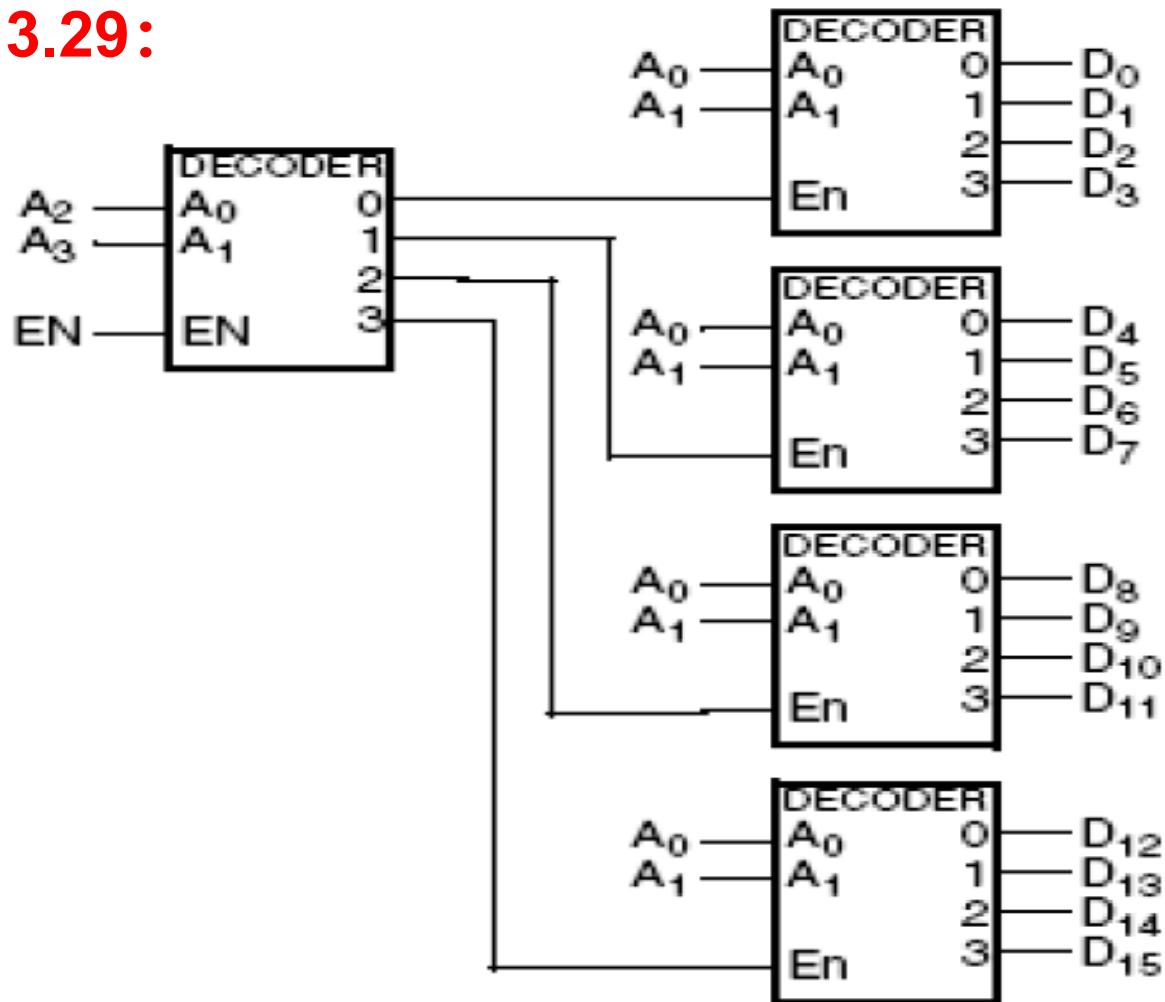 3.29:
DECODER
A2 A0 0
A3 A1 1
2
3
EN EN
DECODER
A0 A0 0 D0
A1 A1 1 D1
2 D2
3 D3
En
DECODER
A0 A0 0 D4
A1 A1 1 D5
2 D6
3 D7
En
DECODER
A0 A0 0 D8
A1 A1 1 D9
2 D10
3 D11
En
DECODER
A0 A0 0 D12
A1 A1 1 D13
2 D14
3 D15
En